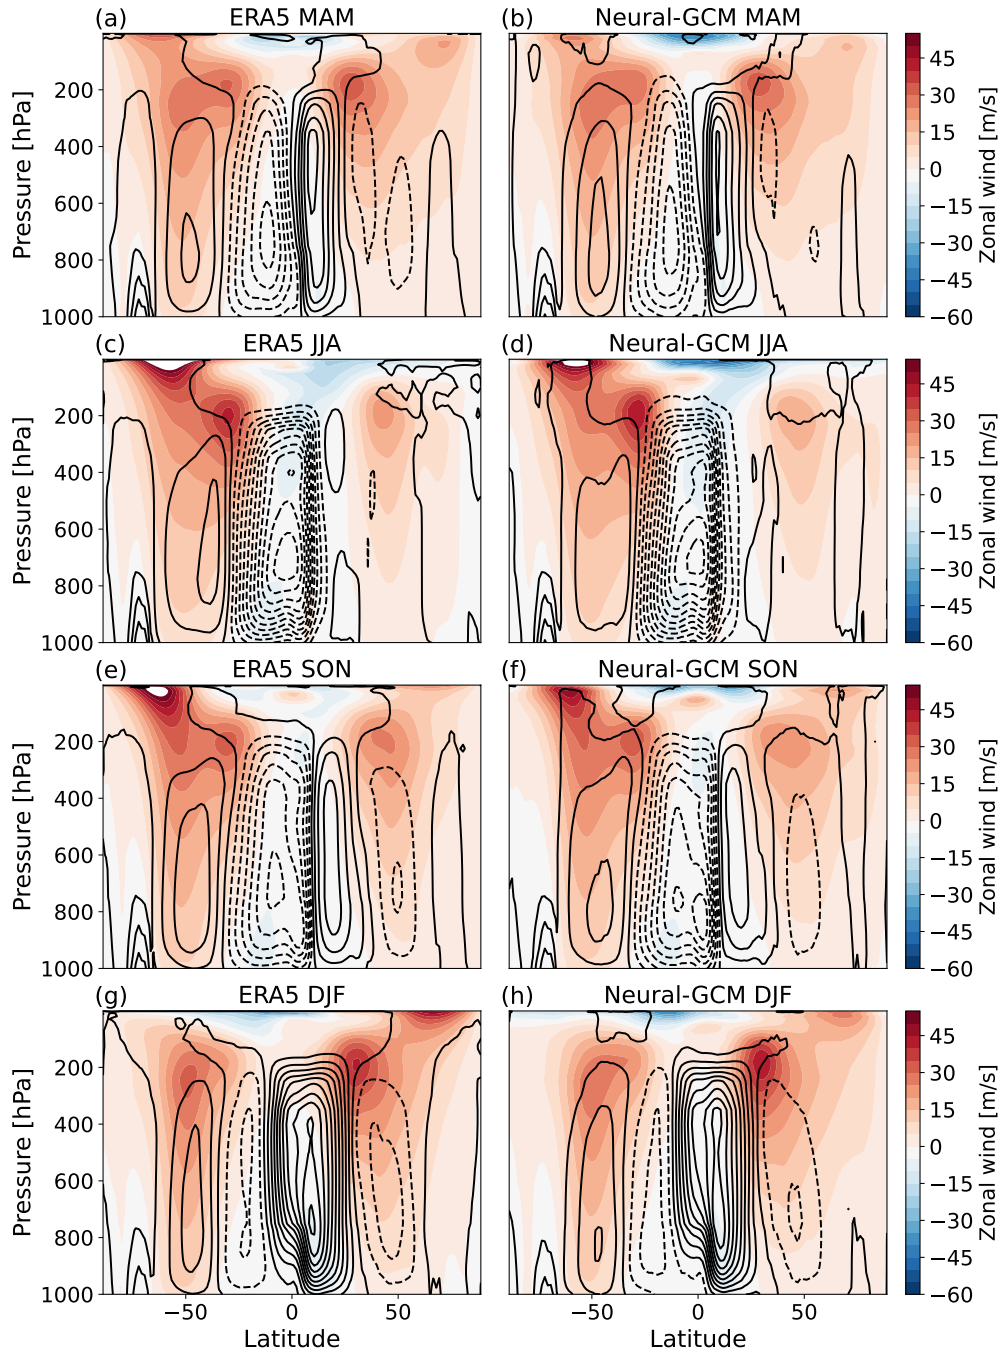 (a) ERA5 MAM
(b) Neural-GCM MAM
Pressure [hPa]
200
400
600
800
1000
45
30
15
0
−15
−30
−45
−60
Zonal wind [m/s]
(c) ERA5 JJA
(d) Neural-GCM JJA
Pressure [hPa]
200
400
600
800
1000
45
30
15
0
−15
−30
−45
−60
Zonal wind [m/s]
(e) ERA5 SON
(f) Neural-GCM SON
Pressure [hPa]
200
400
600
800
1000
45
30
15
0
−15
−30
−45
−60
Zonal wind [m/s]
(g) ERA5 DJF
(h) Neural-GCM DJF
Pressure [hPa]
200
400
600
800
1000
45
30
15
0
−15
−30
−45
−60
Zonal wind [m/s]
−50 0 50
−50 0 50
Latitude
Latitude